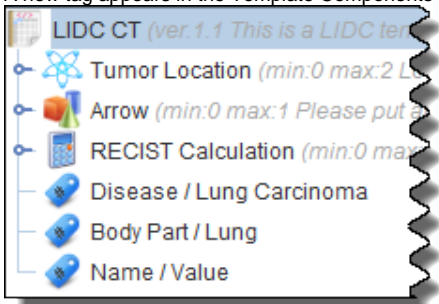 A new tag appears in the Template Components
LIDC CT (ver.1.1 This is a LIDC
Tumor Location (min:0 max:2
Arrow (min:0 max:1 Please put a
RECIST Calculation (min:0 max
Disease / Lung Carcinoma
Body Part / Lung
Name / Value